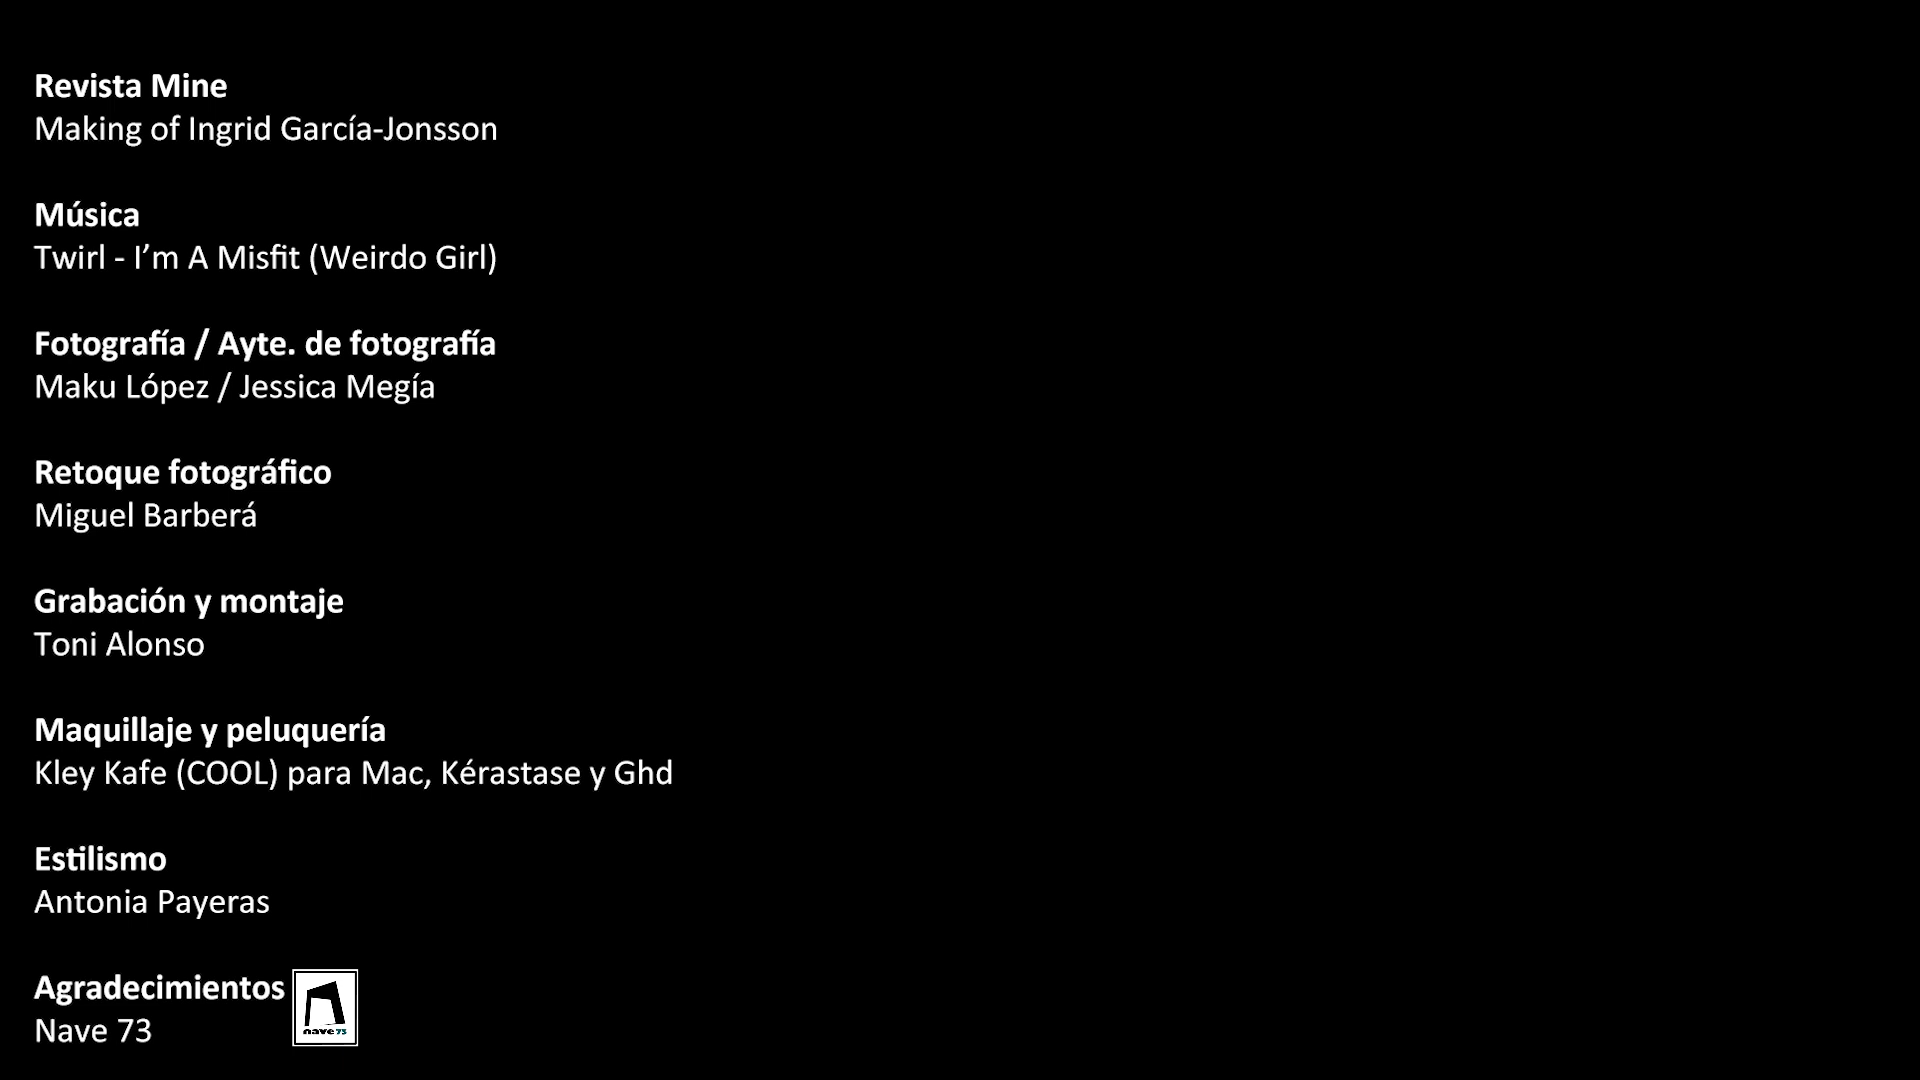 Revista Mine
Making of Ingrid García-Jonsson
Música
Twirl - I’m A Misfit (Weirdo Girl)
Fotografía / Ayte. de fotografía
Maku López / Jessica Megía
Retoque fotográfico
Miguel Barberá
Grabación y montaje
Toni Alonso
Maquillaje y peluquería
Kley Kafe (COOL) para Mac, Kérastase y Ghd
Estilismo
Antonia Payeras
Agradecimientos
Nave 73
nave 73